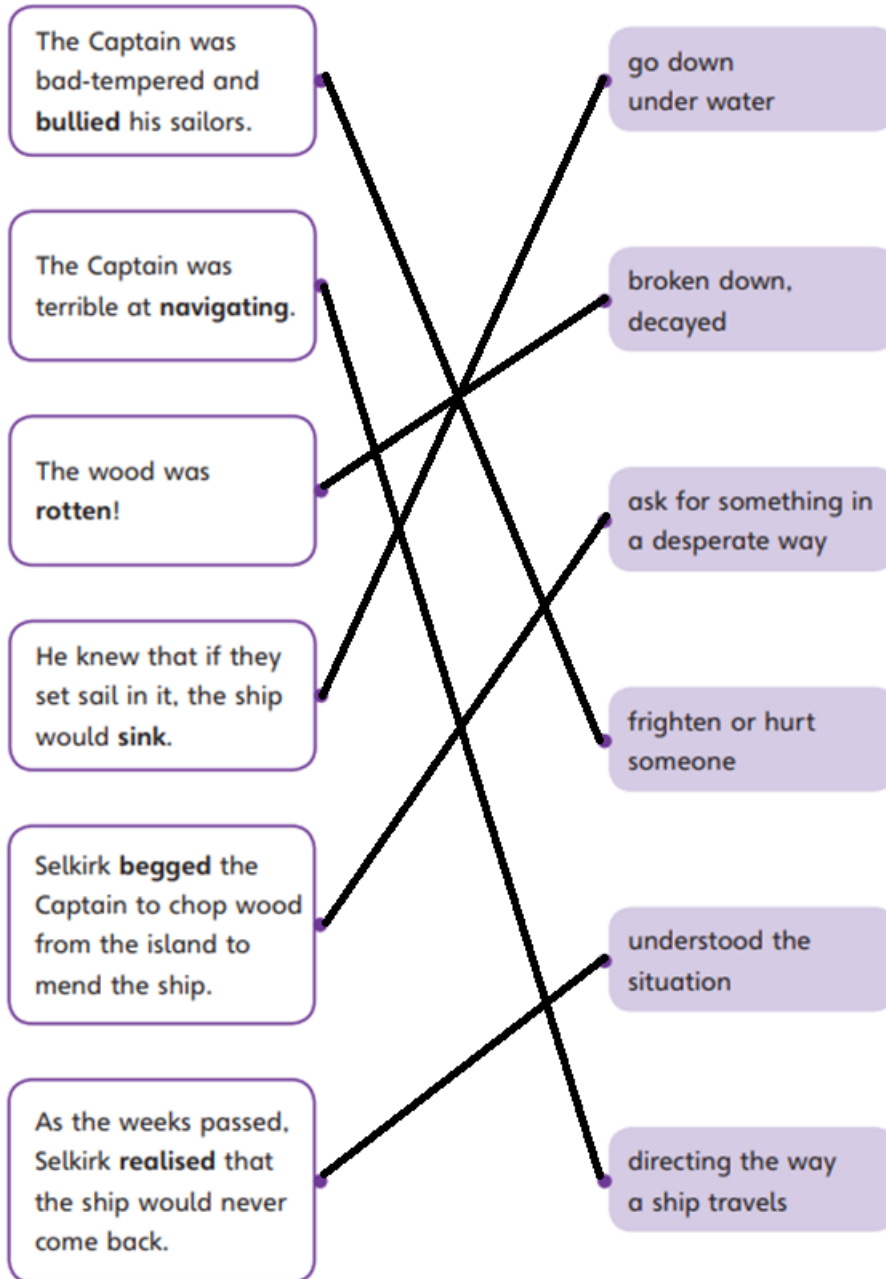 The Captain was
bad-tempered and
bullied his sailors.
The Captain was
terrible at navigating.
The wood was
rotten!
He knew that if they
set sail in it, the ship
would sink.
Selkirk begged the
Captain to chop wood
from the island to
mend the ship.
As the weeks passed,
Selkirk realised that
the ship would never
come back.
go down
under water
broken down,
decayed
ask for something in
a desperate way
frighten or hurt
someone
understood the
situation
directing the way
a ship travels